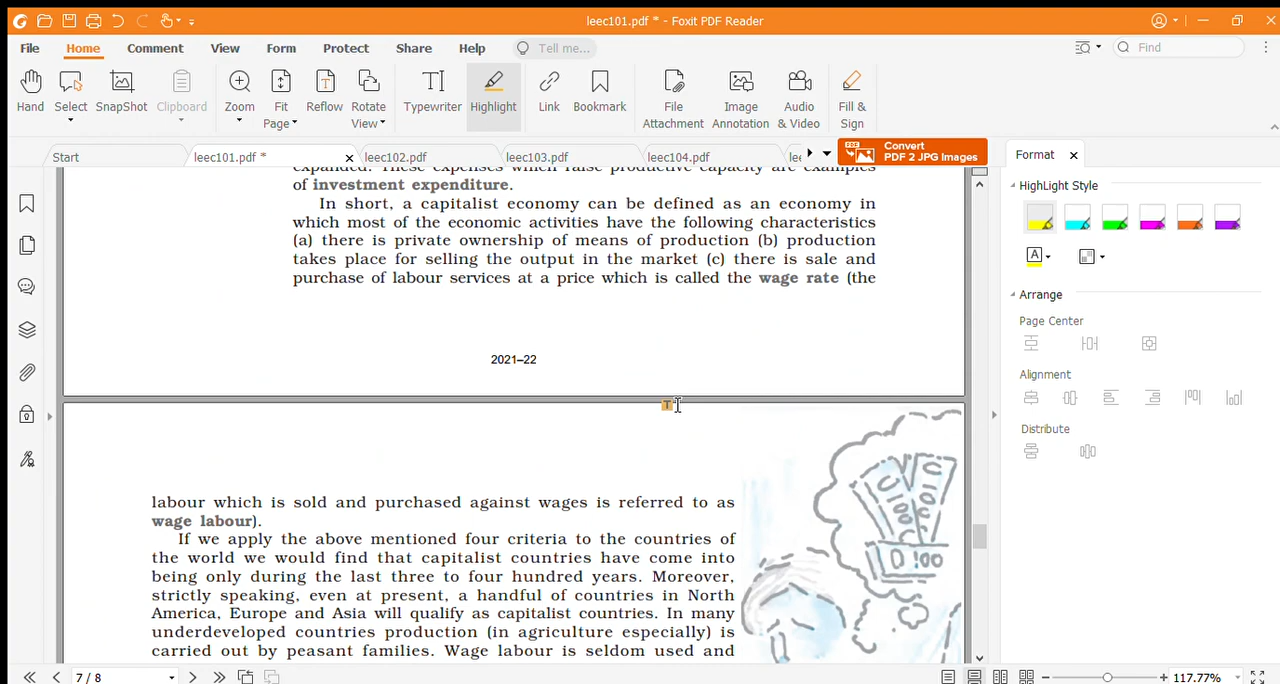 leec101.pdf * - Foxit PDF Reader
File Home Comment View Form Protect Share Help Tell me... Find
Hand Select SnapShot Clipboard Zoom Fit Page Reflow Rotate View Typewriter Highlight Link Bookmark File Attachment Image Annotation Audio & Video Fill & Sign
Start leec101.pdf * leec102.pdf leec103.pdf leec104.pdf lee
Convert
PDF 2 JPG Images
Format
HighLight Style
Arrange
Page Center
Alignment
Distribute
expanded. These expenses which raise productive capacity are examples
of investment expenditure.
In short, a capitalist economy can be defined as an economy in
which most of the economic activities have the following characteristics
(a) there is private ownership of means of production (b) production
takes place for selling the output in the market (c) there is sale and
purchase of labour services at a price which is called the wage rate (the
2021–22
labour which is sold and purchased against wages is referred to as
wage labour).
If we apply the above mentioned four criteria to the countries of
the world we would find that capitalist countries have come into
being only during the last three to four hundred years. Moreover,
strictly speaking, even at present, a handful of countries in North
America, Europe and Asia will qualify as capitalist countries. In many
underdeveloped countries production (in agriculture especially) is
carried out by peasant families. Wage labour is seldom used and
7 / 8
117.77%